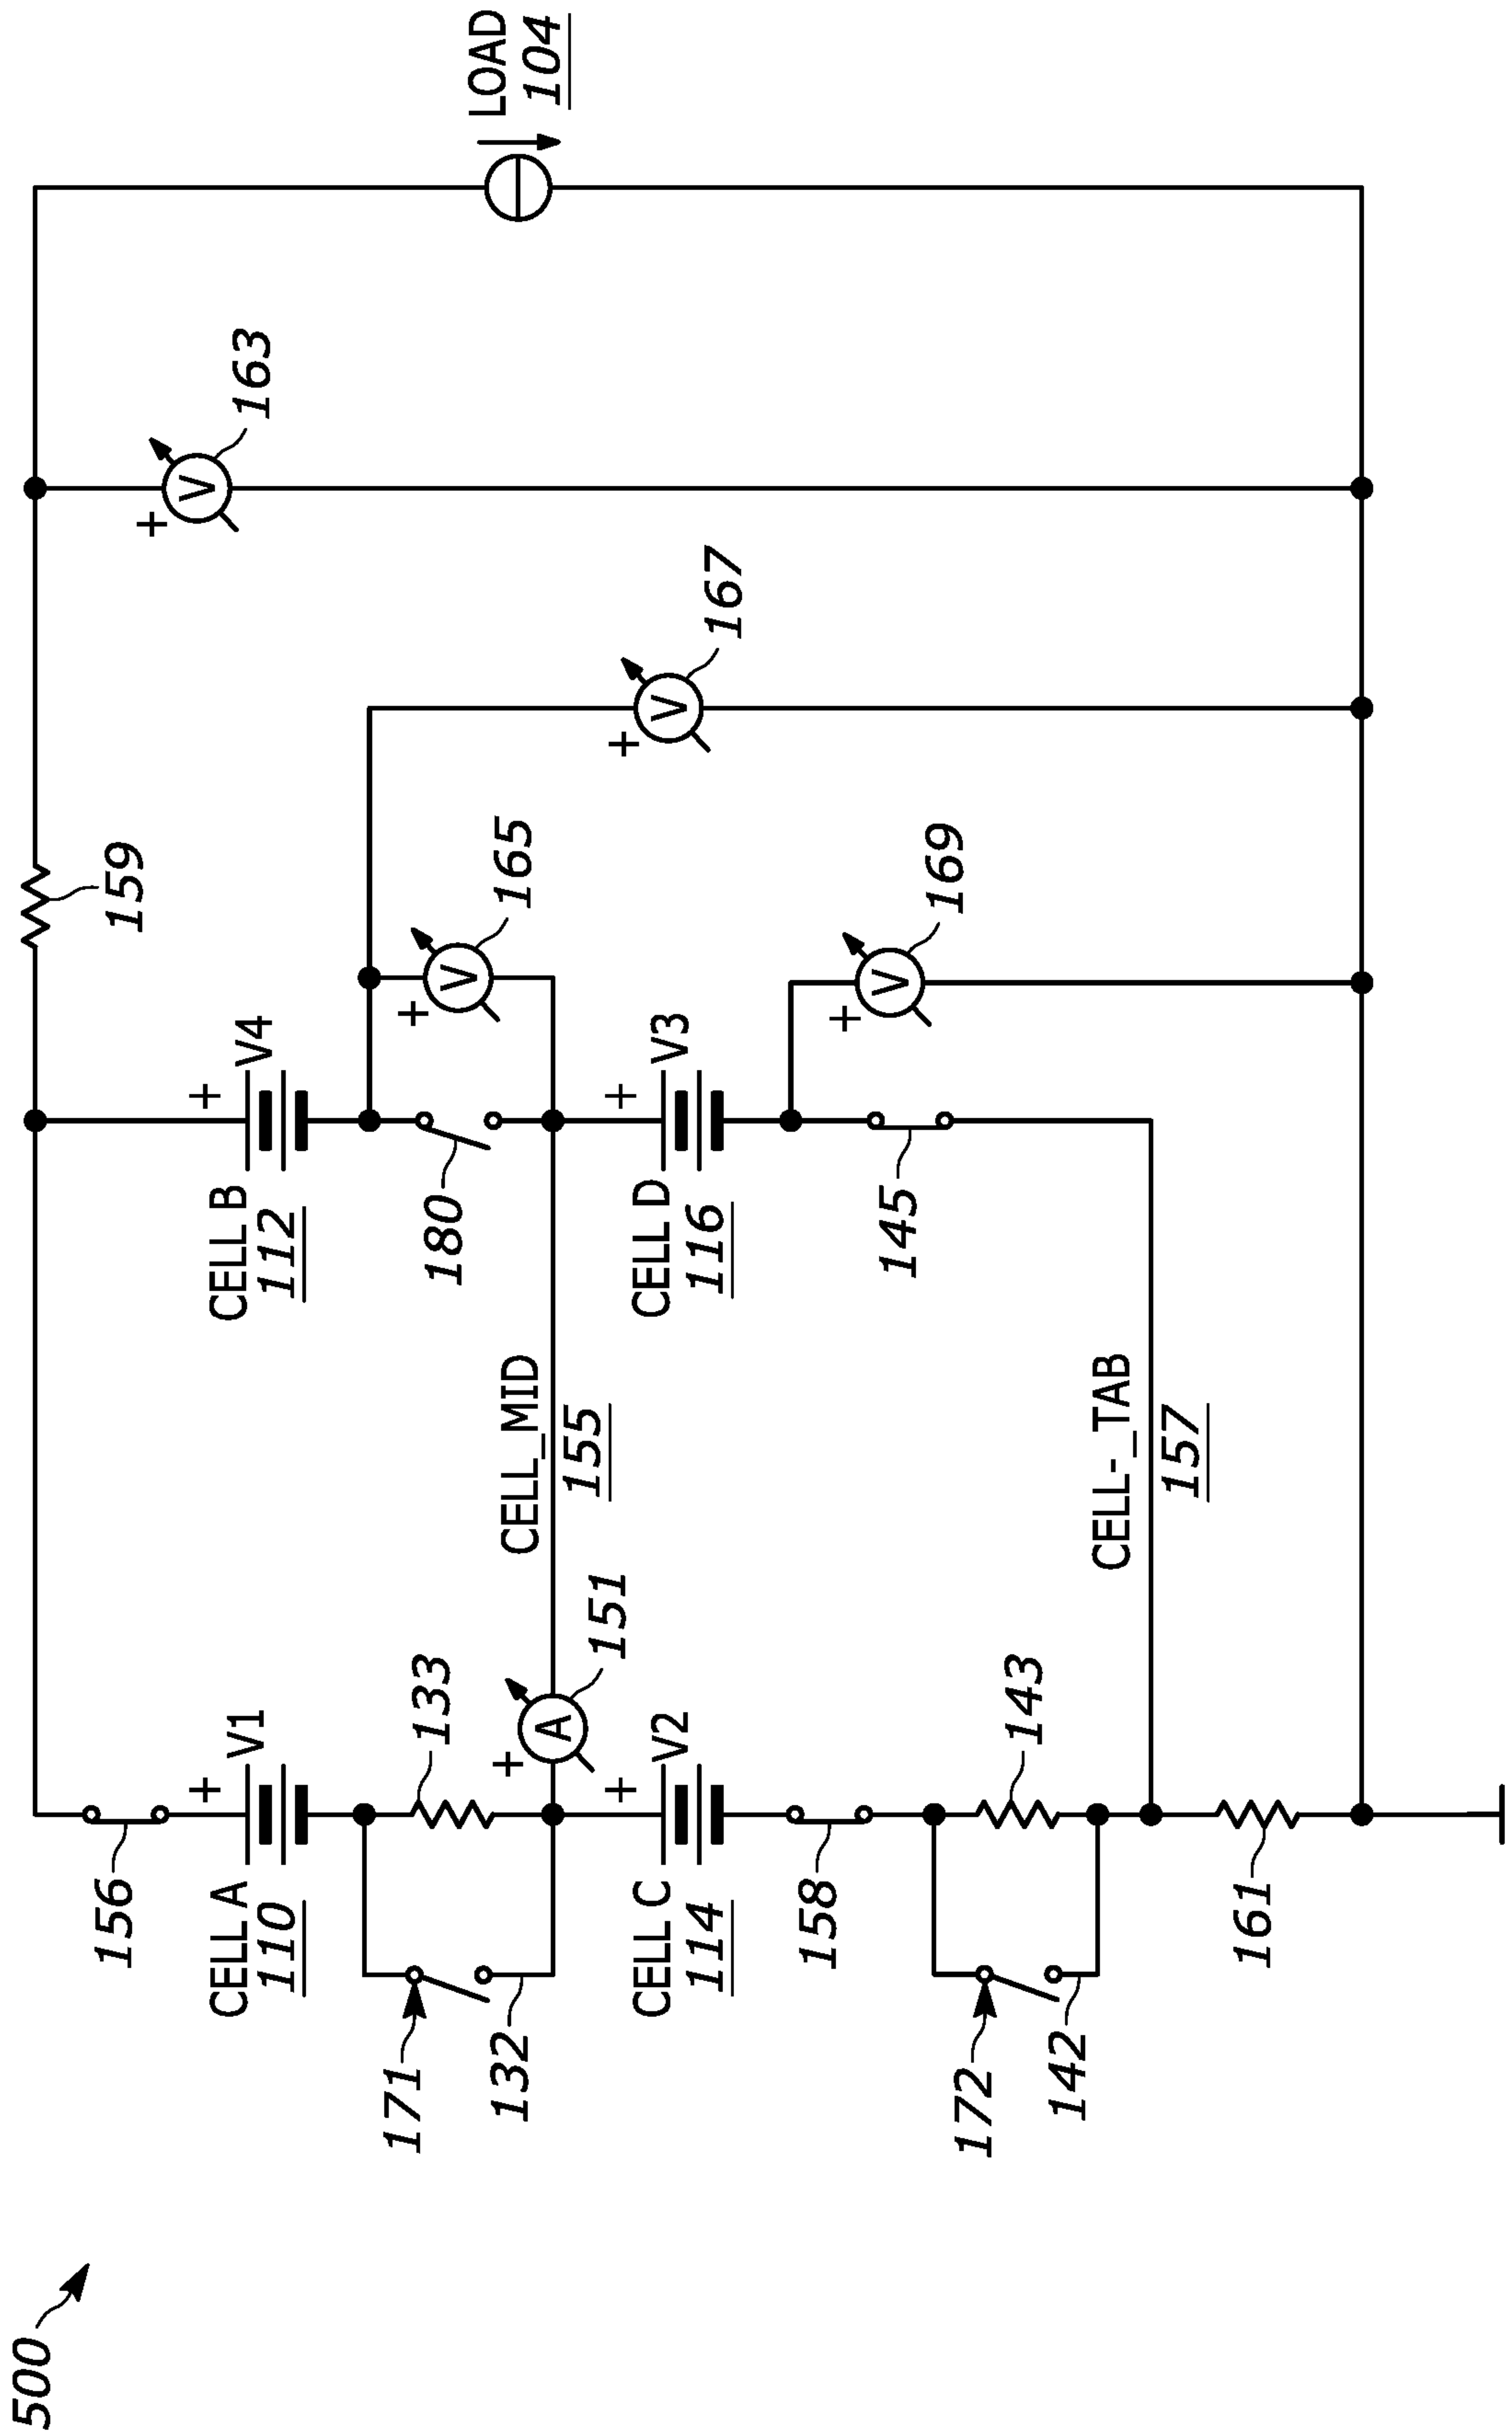 500
156
CELL A
110
V1
133
171
132
CELL C
114
V2
158
143
172
142
161
+
+
+
A
151
CELL_MID
155
CELL-_TAB
157
CELL B
112
V4
+
180
CELL D
116
V3
+
145
159
+
V
165
+
V
169
+
V
167
+
V
163
LOAD
104